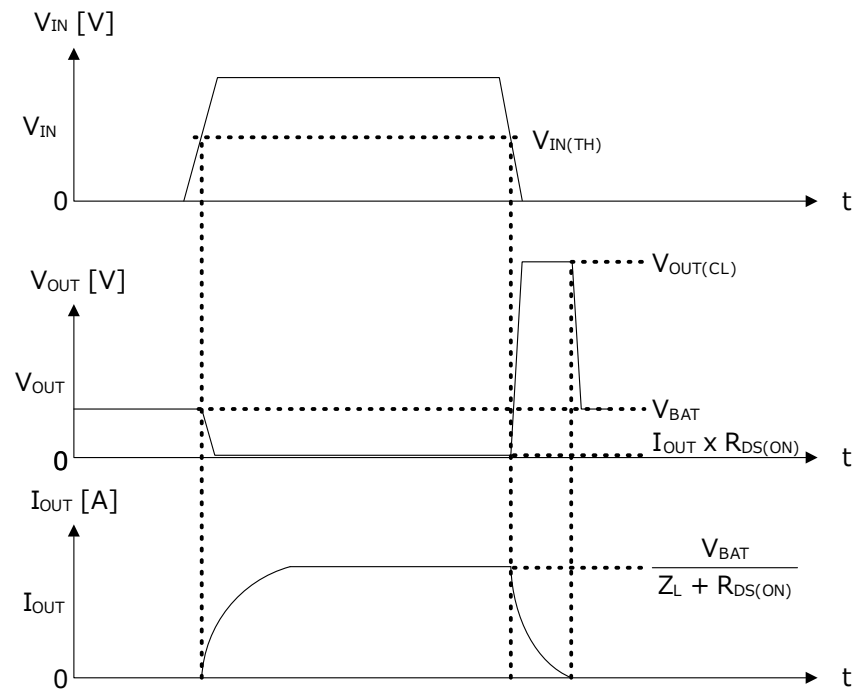 VIN [V]
VIN
VIN(TH)
0
t
VOUT(CL)
VOUT [V]
VOUT
VBAT
IOUT x RDS(ON)
0
t
IOUT [A]
VBAT
ZL + RDS(ON)
IOUT
0
t